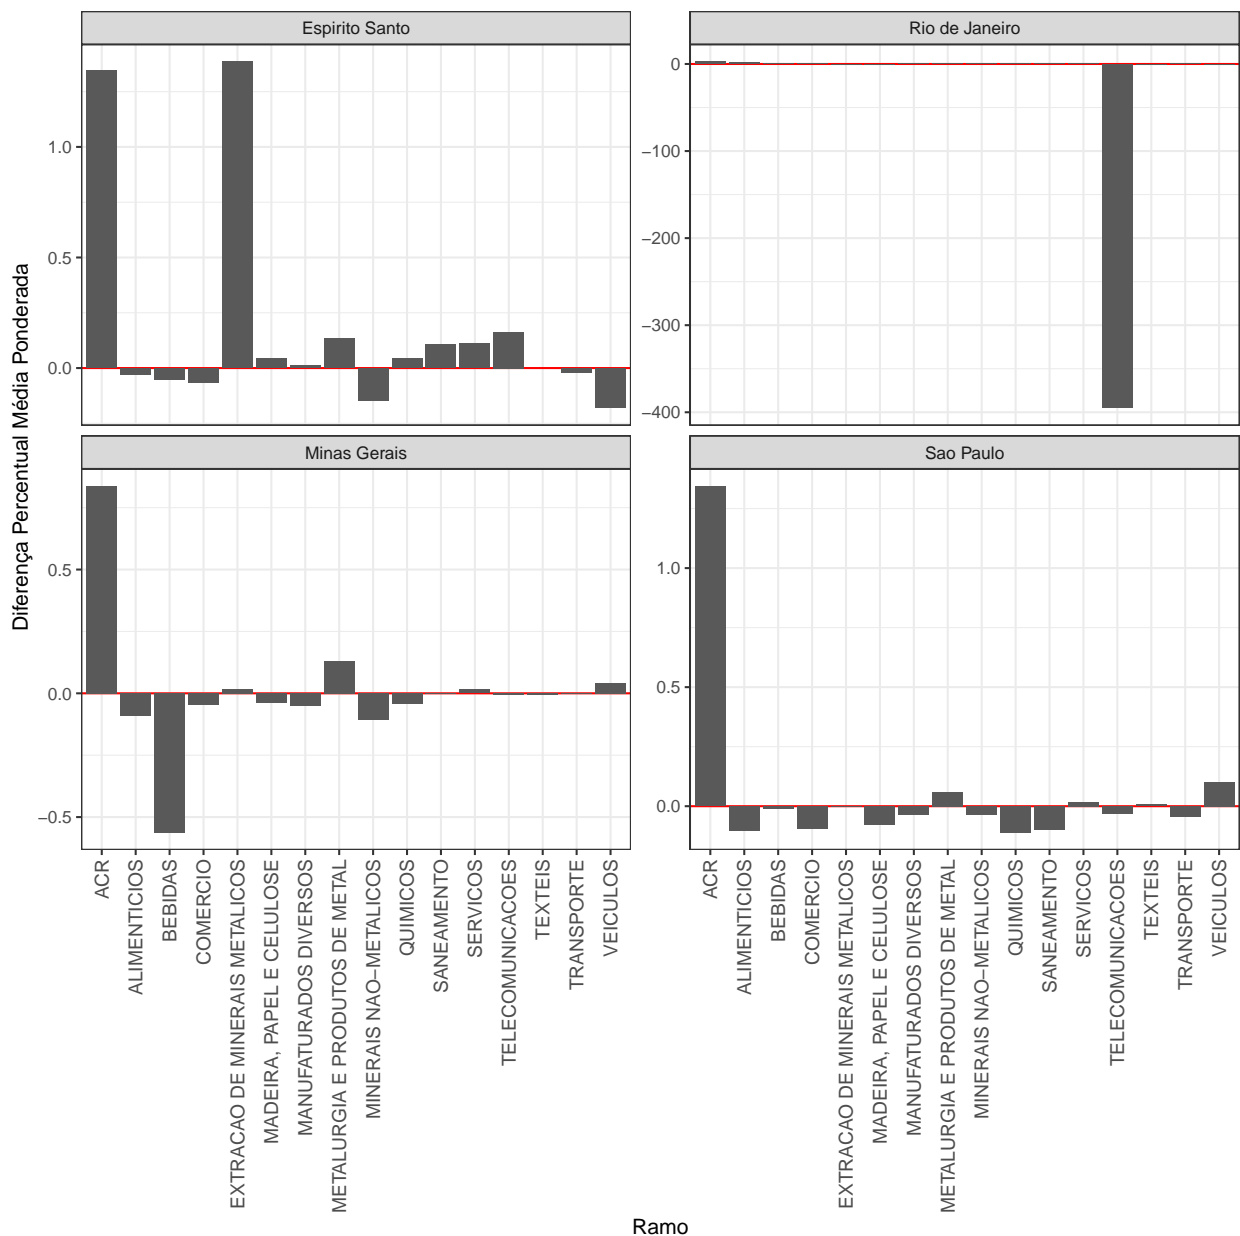 Espirito Santo
Rio de Janeiro
1.0
0.5
0.0
0
−100
−200
−300
−400
Diferença Percentual Média Ponderada
Minas Gerais
Sao Paulo
0.5
0.0
−0.5
1.0
0.5
0.0
ACR
ALIMENTICIOS
BEBIDAS
COMERCIO
EXTRACAO DE MINERAIS METALICOS
MADEIRA, PAPEL E CELULOSE
MANUFATURADOS DIVERSOS
METALURGIA E PRODUTOS DE METAL
MINERAIS NAO−METALICOS
QUIMICOS
SANEAMENTO
SERVICOS
TELECOMUNICACOES
TEXTEIS
TRANSPORTE
VEICULOS
ACR
ALIMENTICIOS
BEBIDAS
COMERCIO
EXTRACAO DE MINERAIS METALICOS
MADEIRA, PAPEL E CELULOSE
MANUFATURADOS DIVERSOS
METALURGIA E PRODUTOS DE METAL
MINERAIS NAO−METALICOS
QUIMICOS
SANEAMENTO
SERVICOS
TELECOMUNICACOES
TEXTEIS
TRANSPORTE
VEICULOS
Ramo